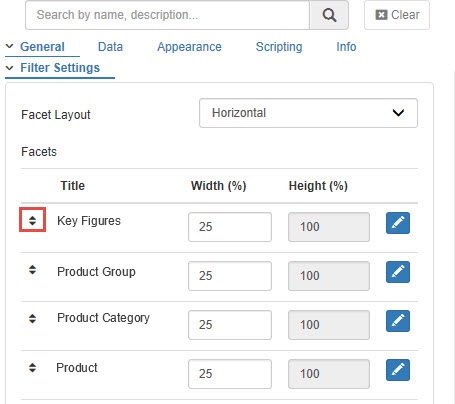 Search by name, description... Clear
General Data Appearance Scripting Info
Filter Settings
Facet Layout Horizontal
Facets
Title Width (%) Height (%)
Key Figures 25 100
Product Group 25 100
Product Category 25 100
Product 25 100